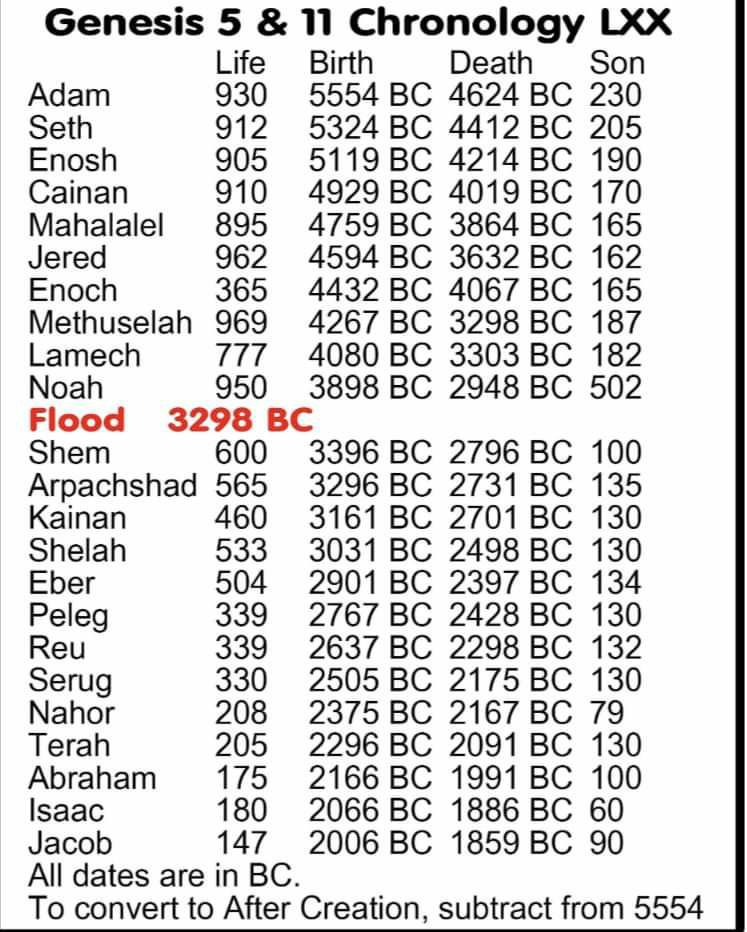 Genesis 5 & 11 Chronology LXX
Life Birth Death Son
Adam 930 5554 BC 4624 BC 230
Seth 912 5324 BC 4412 BC 205
Enosh 905 5119 BC 4214 BC 190
Cainan 910 4929 BC 4019 BC 170
Mahalalel 895 4759 BC 3864 BC 165
Jered 962 4594 BC 3632 BC 162
Enoch 365 4432 BC 4067 BC 165
Methuselah 969 4267 BC 3298 BC 187
Lamech 777 4080 BC 3303 BC 182
Noah 950 3898 BC 2948 BC 502
Flood 3298 BC
Shem 600 3396 BC 2796 BC 100
Arpachshad 565 3296 BC 2731 BC 135
Kainan 460 3161 BC 2701 BC 130
Shelah 533 3031 BC 2498 BC 130
Eber 504 2901 BC 2397 BC 134
Peleg 339 2767 BC 2428 BC 130
Reu 339 2637 BC 2298 BC 132
Serug 330 2505 BC 2175 BC 130
Nahor 208 2375 BC 2167 BC 79
Terah 205 2296 BC 2091 BC 130
Abraham 175 2166 BC 1991 BC 100
Isaac 180 2066 BC 1886 BC 60
Jacob 147 2006 BC 1859 BC 90
All dates are in BC.
To convert to After Creation, subtract from 5554